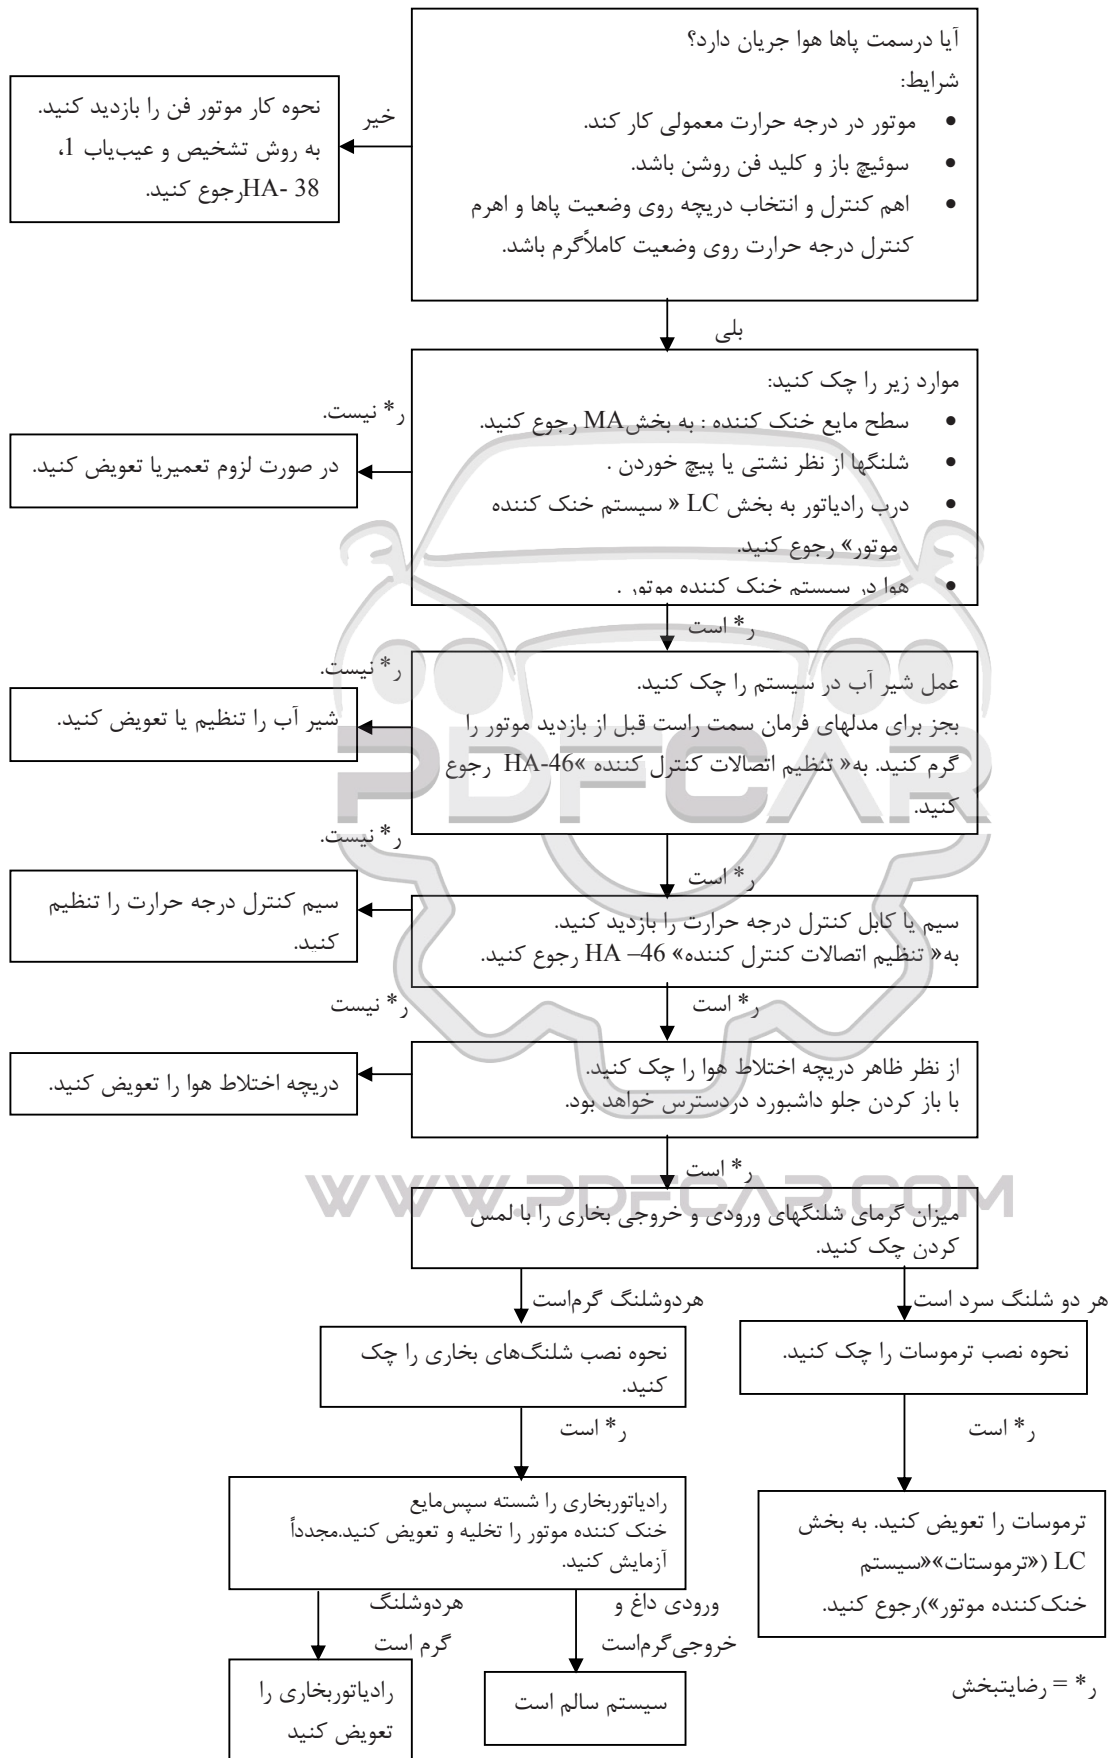 آیا درسمت پاها هوا جریان دارد؟
شرایط:
• موتور در درجه حرارت معمولی کار کند.
• سوئیچ باز و کلید فن روشن باشد.
• اهم کنترل و انتخاب دریچه روی وضعیت پاها و اهرم
کنترل درجه حرارت روی وضعیت کاملاًگرم باشد.
خیر
نحوه کار موتور فن را بازدید کنید.
به روش تشخیص و عیب‌یاب 1،
HA- 38رجوع کنید.
بلی
موارد زیر را چک کنید:
• سطح مایع خنک کننده : به بخشMA رجوع کنید.
• شلنگها از نظر نشتی یا پیچ خوردن .
• درب رادیاتور به بخش LC « سیستم خنک کننده
موتور» رجوع کنید.
• هوا در سیستم خنک کننده موتور .
ر* نیست.
در صورت لزوم تعمیریا تعویض کنید.
ر* است
عمل شیر آب در سیستم را چک کنید.
بجز برای مدلهای فرمان سمت راست قبل از بازدید موتور را
گرم کنید. به« تنظیم اتصالات کنترل کننده »HA-46 رجوع
کنید.
ر* نیست.
شیر آب را تنظیم یا تعویض کنید.
ر* است
سیم یا کابل کنترل درجه حرارت را بازدید کنید.
به« تنظیم اتصالات کنترل کننده» HA –46 رجوع کنید.
ر* نیست.
سیم کنترل درجه حرارت را تنظیم
کنید.
ر* است
از نظر ظاهر دریچه اختلاط هوا را چک کنید.
با باز کردن جلو داشبورد دردسترس خواهد بود.
ر* نیست
دریچه اختلاط هوا را تعویض کنید.
ر* است
WWW.PDFCAR.COM
PDFCAR
میزان گرمای شلنگهای ورودی و خروجی بخاری را با لمس
کردن چک کنید.
هر دو شلنگ سرد است
هردوشلنگ گرم‌است
نحوه نصب ترموسات را چک کنید.
نحوه نصب شلنگ‌های بخاری را چک
کنید.
ر* است
ر* است
ترموسات را تعویض کنید. به بخش
LC («ترموستات»«سیستم
خنک‌کننده موتور»)رجوع کنید.
رادیاتوربخاری را شسته سپس‌مایع
خنک کننده موتور را تخلیه و تعویض کنید.مجدداً
آزمایش کنید.
ورودی داغ و
خروجی‌گرم‌است
هردوشلنگ
گرم است
سیستم سالم است
رادیاتوربخاری را
تعویض کنید
ر* = رضایتبخش